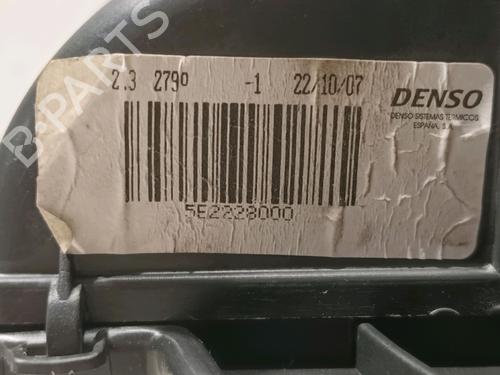 2.3 279º -1 22/10/07
DENSO
DENSO SISTEMAS TERMICOS
ESPAÑA, S.A.
5E2228000
B-PARTS